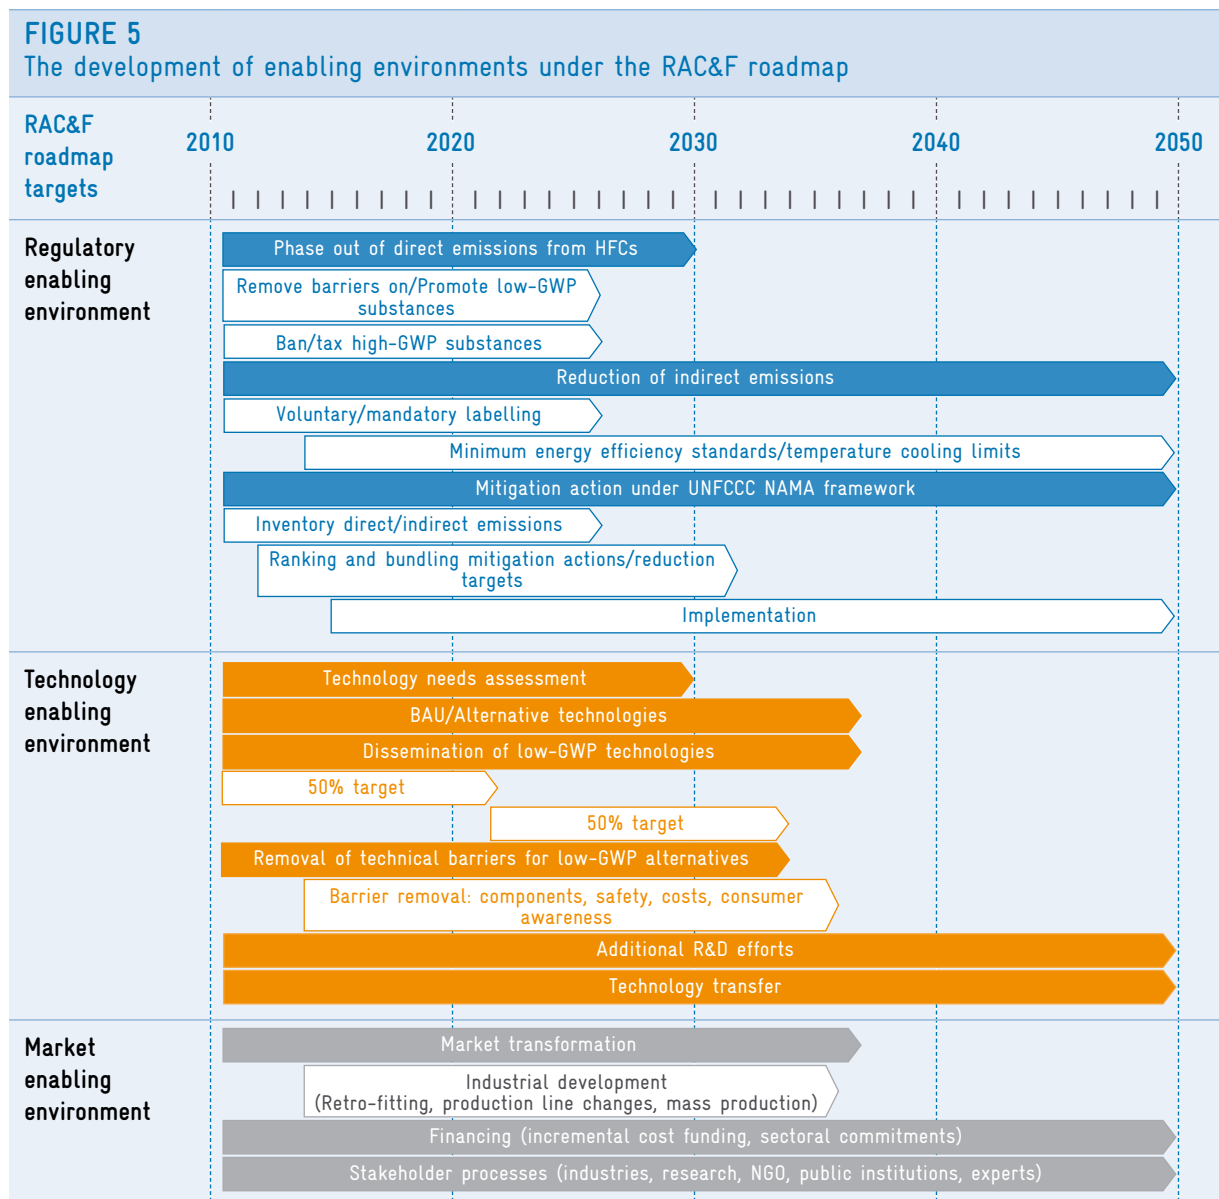 FIGURE 5
The development of enabling environments under the RAC&F roadmap
RAC&F
roadmap
targets
2010
2020
2030
2040
2050
Regulatory
enabling
environment
Phase out of direct emissions from HFCs
Remove barriers on/Promote low-GWP
substances
Ban/tax high-GWP substances
Reduction of indirect emissions
Voluntary/mandatory labelling
Minimum energy efficiency standards/temperature cooling limits
Mitigation action under UNFCCC NAMA framework
Inventory direct/indirect emissions
Ranking and bundling mitigation actions/reduction
targets
Implementation
Technology
enabling
environment
Technology needs assessment
BAU/Alternative technologies
Dissemination of low-GWP technologies
50% target
50% target
Removal of technical barriers for low-GWP alternatives
Barrier removal: components, safety, costs, consumer
awareness
Additional R&D efforts
Technology transfer
Market
enabling
environment
Market transformation
Industrial development
(Retro-fitting, production line changes, mass production)
Financing (incremental cost funding, sectoral commitments)
Stakeholder processes (industries, research, NGO, public institutions, experts)